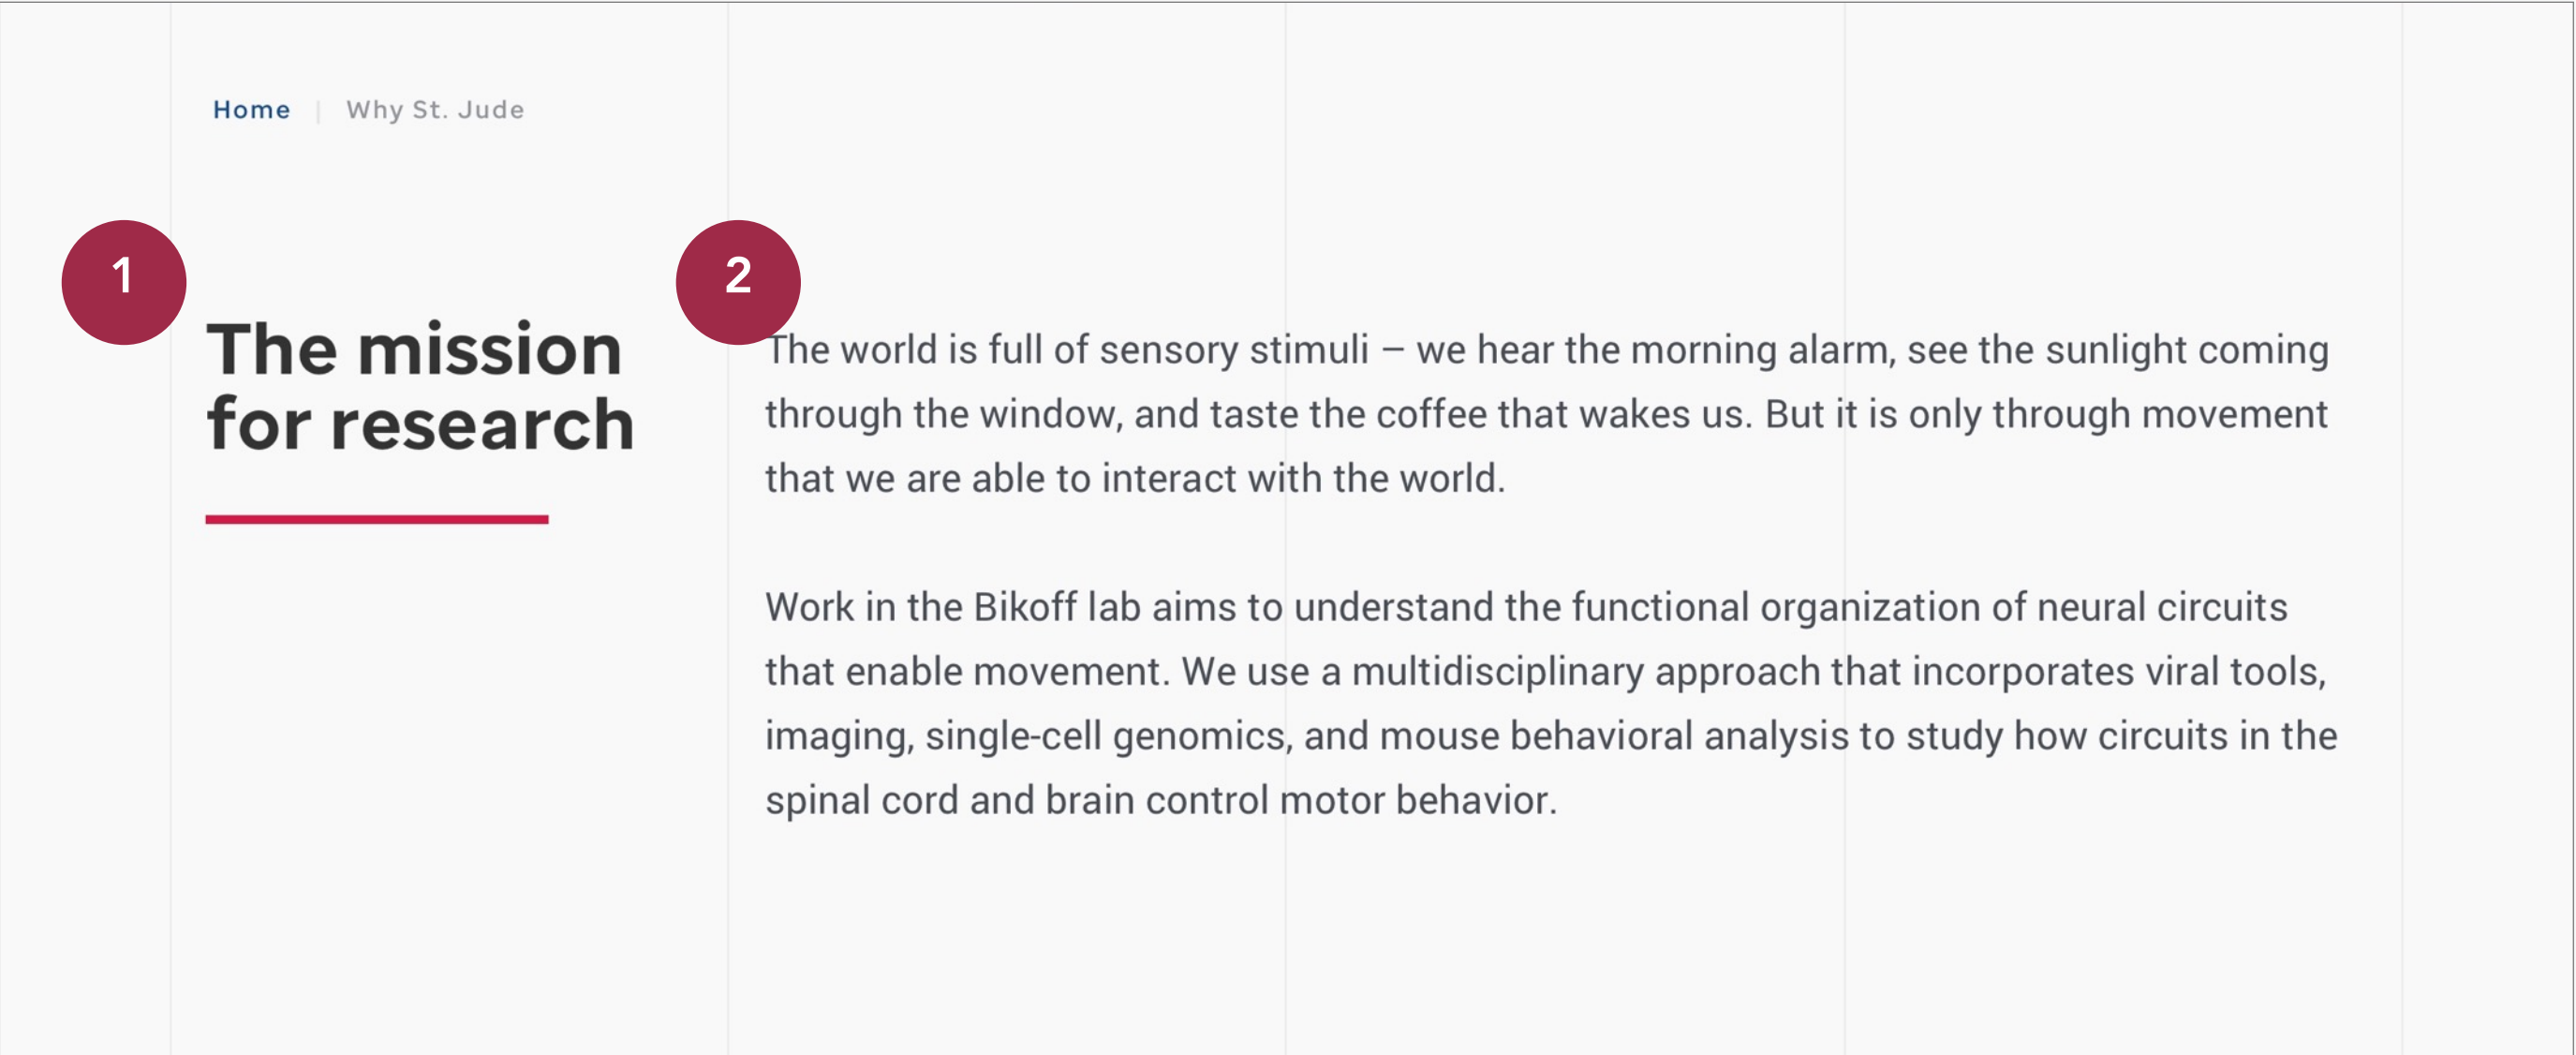 Home | Why St. Jude
1
2
The mission
for research
The world is full of sensory stimuli – we hear the morning alarm, see the sunlight coming
through the window, and taste the coffee that wakes us. But it is only through movement
that we are able to interact with the world.
Work in the Bikoff lab aims to understand the functional organization of neural circuits
that enable movement. We use a multidisciplinary approach that incorporates viral tools,
imaging, single-cell genomics, and mouse behavioral analysis to study how circuits in the
spinal cord and brain control motor behavior.